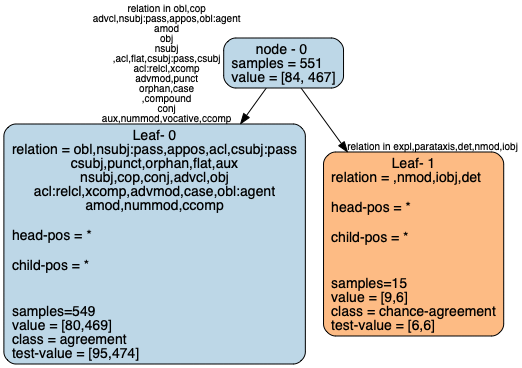 relation in obl,cop
advcl,nsubj:pass,appos,obl:agent
amod
obj
nsubj
,acl,flat,csubj:pass,csubj
acl:relcl,xcomp
advmod,punct
orphan,case
,compound
conj
aux,nummod,vocative,ccomp
node - 0
samples = 551
value = [84, 467]
relation in expl,parataxis,det,nmod,iobj
Leaf- 0
relation = obl,nsubj:pass,appos,acl,csubj:pass
csubj,punct,orphan,flat,aux
nsubj,cop,conj,advcl,obj
acl:relcl,xcomp,advmod,case,obl:agent
amod,nummod,ccomp
head-pos = *
child-pos = *
samples=549
value = [80,469]
class = agreement
test-value = [95,474]
Leaf- 1
relation = ,nmod,iobj,det
head-pos = *
child-pos = *
samples=15
value = [9,6]
class = chance-agreement
test-value = [6,6]